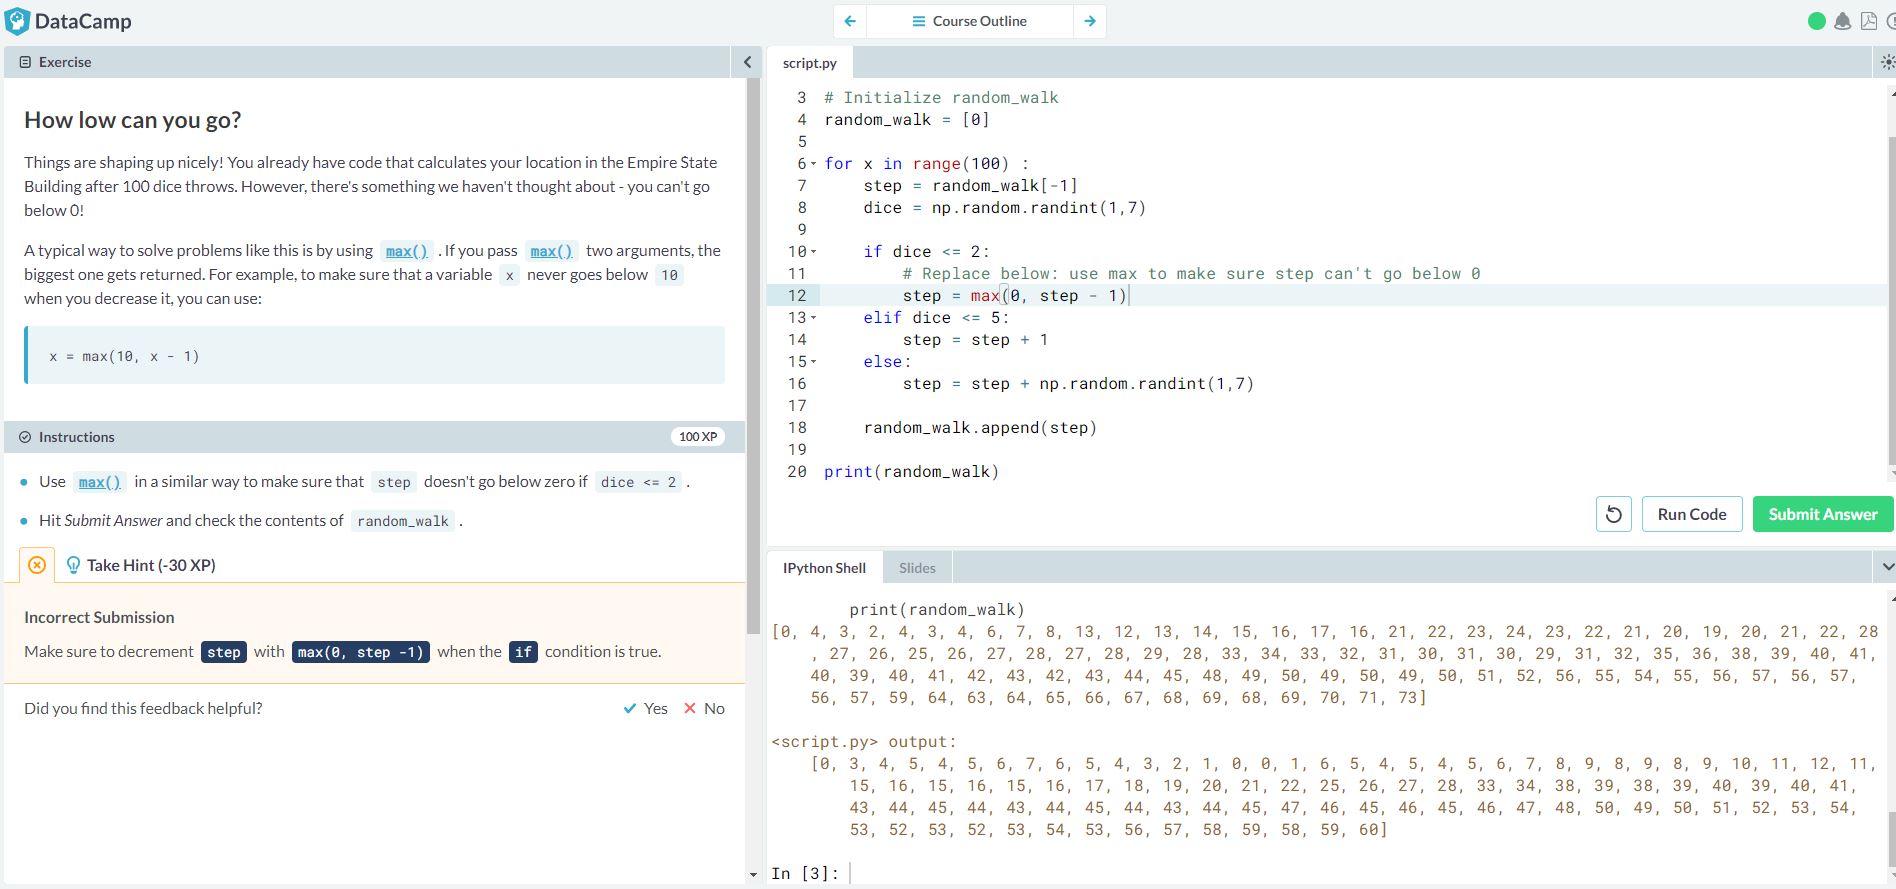 DataCamp
Course Outline
Exercise
How low can you go?
Things are shaping up nicely! You already have code that calculates your location in the Empire State
Building after 100 dice throws. However, there's something we haven't thought about - you can't go
below 0!
A typical way to solve problems like this is by using max() . If you pass max() two arguments, the
biggest one gets returned. For example, to make sure that a variable x never goes below 10
when you decrease it, you can use:
x = max(10, x - 1)
Instructions
100 XP
Use max() in a similar way to make sure that step doesn't go below zero if dice <= 2 .
Hit Submit Answer and check the contents of random_walk .
Take Hint (-30 XP)
Incorrect Submission
Make sure to decrement step with max(0, step -1) when the if condition is true.
Did you find this feedback helpful?
Yes
No
script.py
3 # Initialize random_walk
4 random_walk = [0]
5
6 for x in range(100) :
7 step = random_walk[-1]
8 dice = np.random.randint(1,7)
9
10 if dice <= 2:
11 # Replace below: use max to make sure step can't go below 0
12 step = max(0, step - 1)
13 elif dice <= 5:
14 step = step + 1
15 else:
16 step = step + np.random.randint(1,7)
17
18 random_walk.append(step)
19
20 print(random_walk)
Run Code
Submit Answer
IPython Shell
Slides
print(random_walk)
[0, 4, 3, 2, 4, 3, 4, 6, 7, 8, 13, 12, 13, 14, 15, 16, 17, 16, 21, 22, 23, 24, 23, 22, 21, 20, 19, 20, 21, 22, 28
, 27, 26, 25, 26, 27, 28, 27, 28, 29, 28, 33, 34, 33, 32, 31, 30, 31, 30, 29, 31, 32, 35, 36, 38, 39, 40, 41,
40, 39, 40, 41, 42, 43, 42, 43, 44, 45, 48, 49, 50, 49, 50, 49, 50, 51, 52, 56, 55, 54, 55, 56, 57, 56, 57,
56, 57, 59, 64, 63, 64, 65, 66, 67, 68, 69, 68, 69, 70, 71, 73]
<script.py> output:
[0, 3, 4, 5, 4, 5, 6, 7, 6, 5, 4, 3, 2, 1, 0, 0, 1, 6, 5, 4, 5, 4, 5, 6, 7, 8, 9, 8, 9, 8, 9, 10, 11, 12, 11,
15, 16, 15, 16, 15, 16, 17, 18, 19, 20, 21, 22, 25, 26, 27, 28, 33, 34, 38, 39, 38, 39, 40, 39, 40, 41,
43, 44, 45, 44, 43, 44, 45, 44, 43, 44, 45, 47, 46, 45, 46, 45, 46, 47, 48, 50, 49, 50, 51, 52, 53, 54,
53, 52, 53, 52, 53, 54, 53, 56, 57, 58, 59, 58, 59, 60]
In [3]: